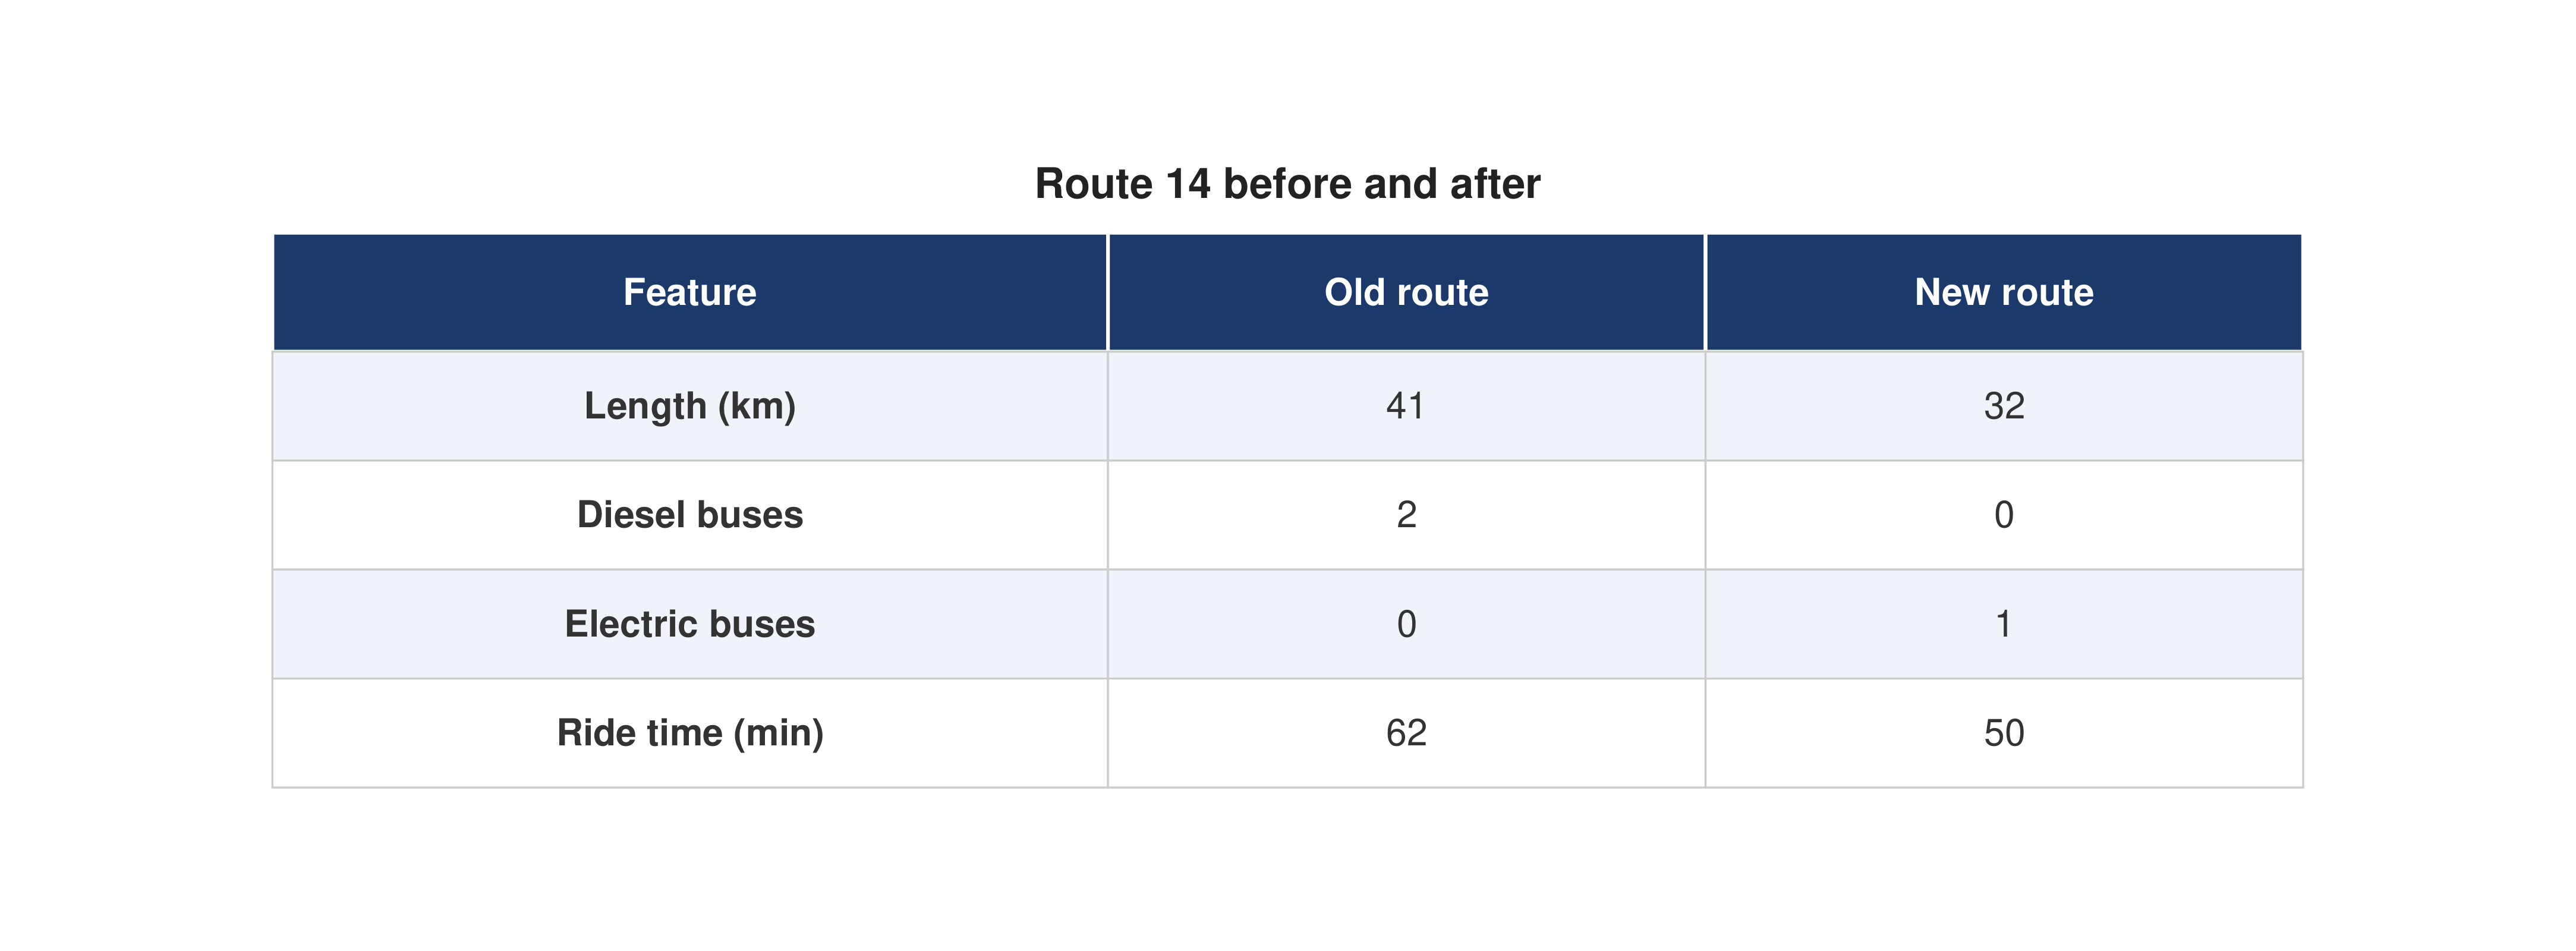 Route 14 before and after
Feature Old route New route
Length (km) 41 32
Diesel buses 2 0
Electric buses 0 1
Ride time (min) 62 50